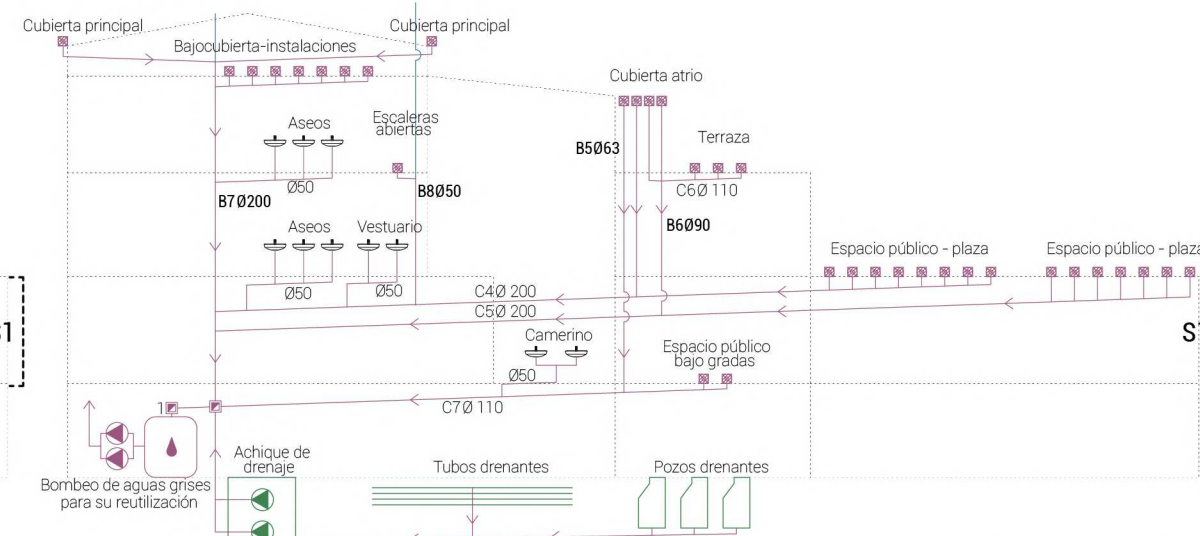 Cubierta principal
Cubierta principal
Bajocubierta-instalaciones
Cubierta atrio
Aseos
Escaleras
abiertas
Terraza
B5Ø63
Ø50
B7Ø200
B8Ø50
C6Ø 110
B6Ø90
Aseos
Vestuario
Espacio público - plaza
Espacio público - plaza
Ø50
Ø50
C4Ø 200
C5Ø 200
S1
Camerino
Espacio público
bajo gradas
Ø50
C7Ø 110
1
Achique de
drenaje
Tubos drenantes
Pozos drenantes
Bombeo de aguas grises
para su reutilización